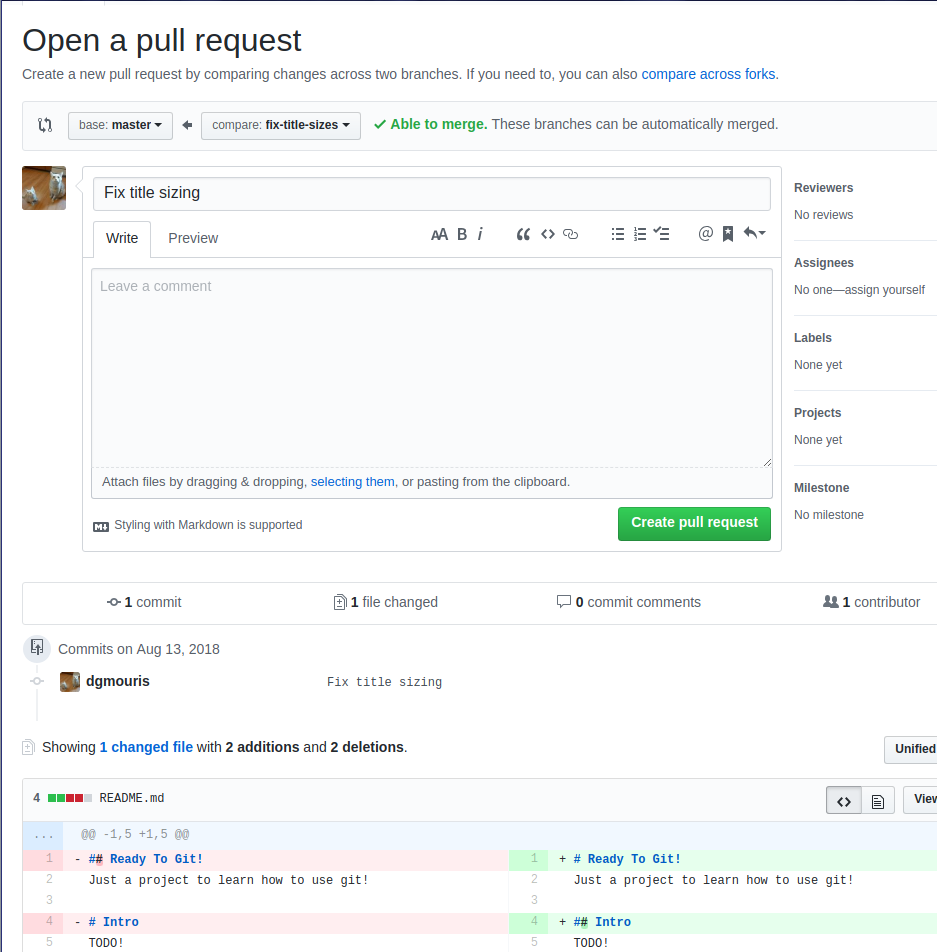 Open a pull request
Create a new pull request by comparing changes across two branches. If you need to, you can also compare across forks.
base: master
compare: fix-title-sizes
Able to merge. These branches can be automatically merged.
Fix title sizing
Write Preview
AA B i “ <> @
Leave a comment
Attach files by dragging & dropping, selecting them, or pasting from the clipboard.
Styling with Markdown is supported
Create pull request
Reviewers
No reviews
Assignees
No one—assign yourself
Labels
None yet
Projects
None yet
Milestone
No milestone
1 commit
1 file changed
0 commit comments
1 contributor
Commits on Aug 13, 2018
dgmouris Fix title sizing
Showing 1 changed file with 2 additions and 2 deletions.
Unified
4 README.md
<>
View
... @@ -1,5 +1,5 @@
1 - ## Ready To Git! 1 + # Ready To Git!
2 Just a project to learn how to use git! 2 Just a project to learn how to use git!
3 3
4 - # Intro 4 + ## Intro
5 TODO! 5 TODO!